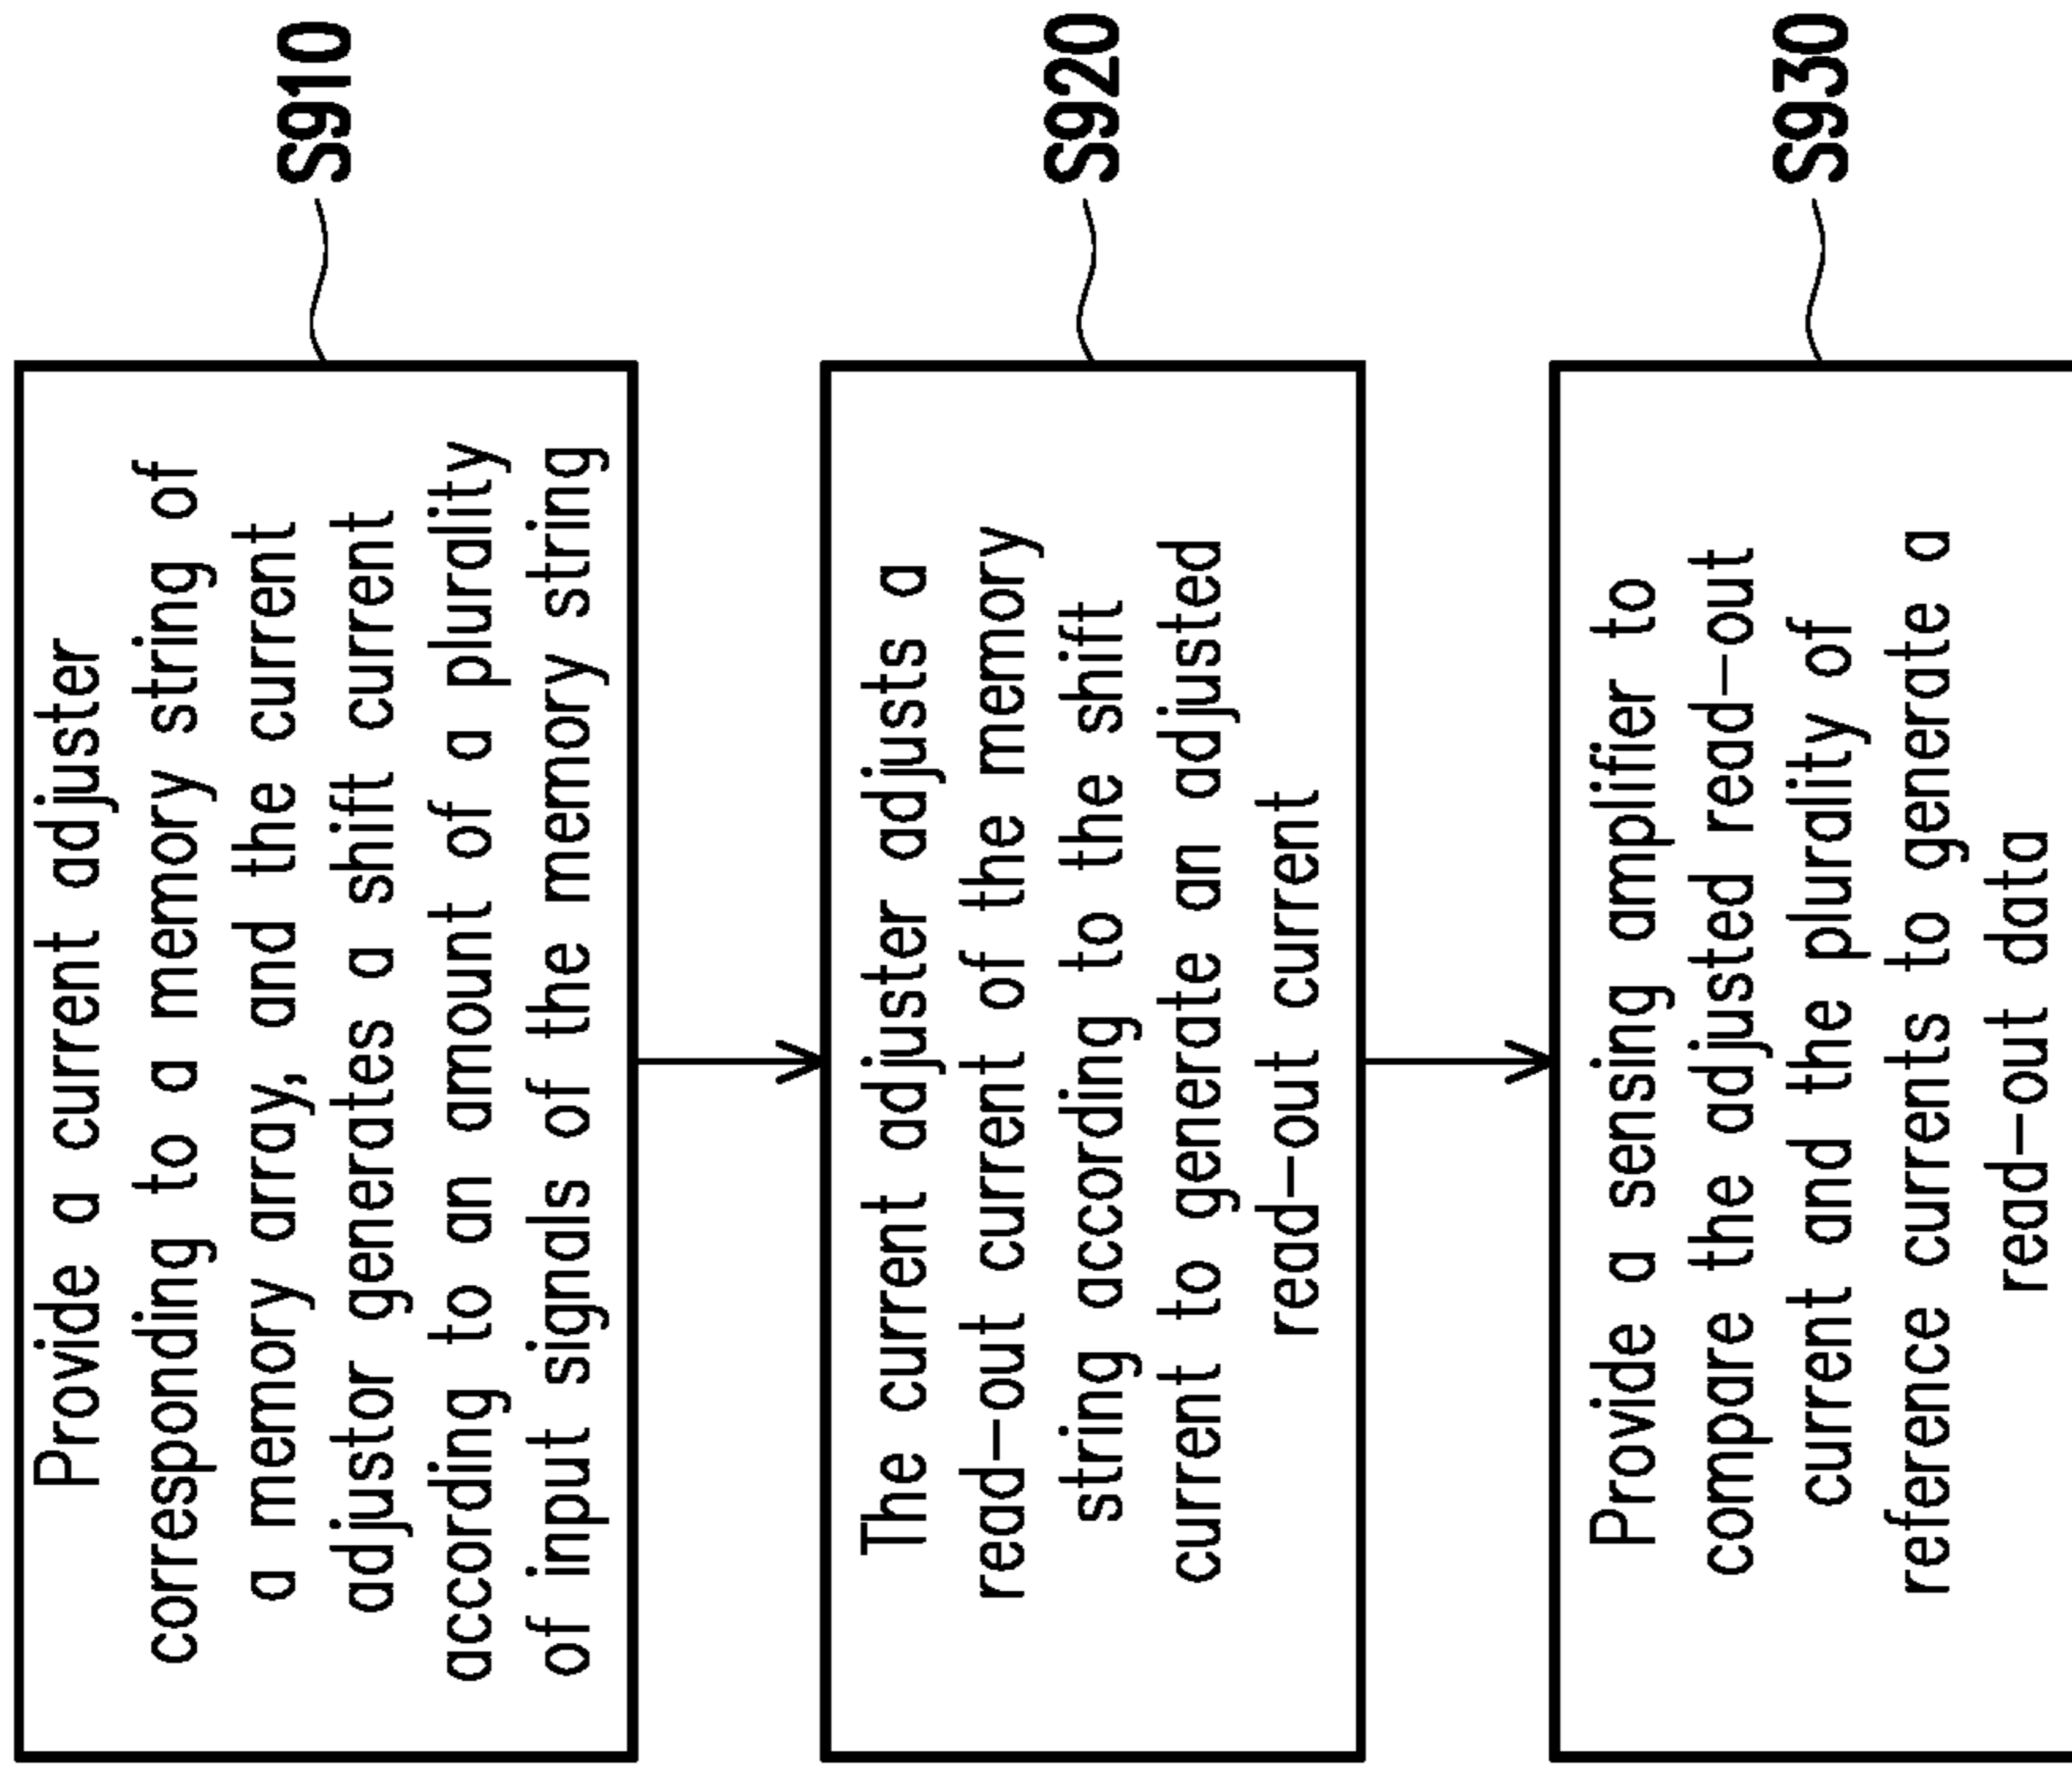 Provide a current adjuster
corresponding to a memory string of
a memory array, and the current
adjustor generates a shift current
according to an amount of a plurality
of input signals of the memory string
S910
The current adjuster adjusts a
read-out current of the memory
string according to the shift
current to generate an adjusted
read-out current
S920
Provide a sensing amplifier to
compare the adjusted read-out
current and the plurality of
reference currents to generate a
read-out data
S930